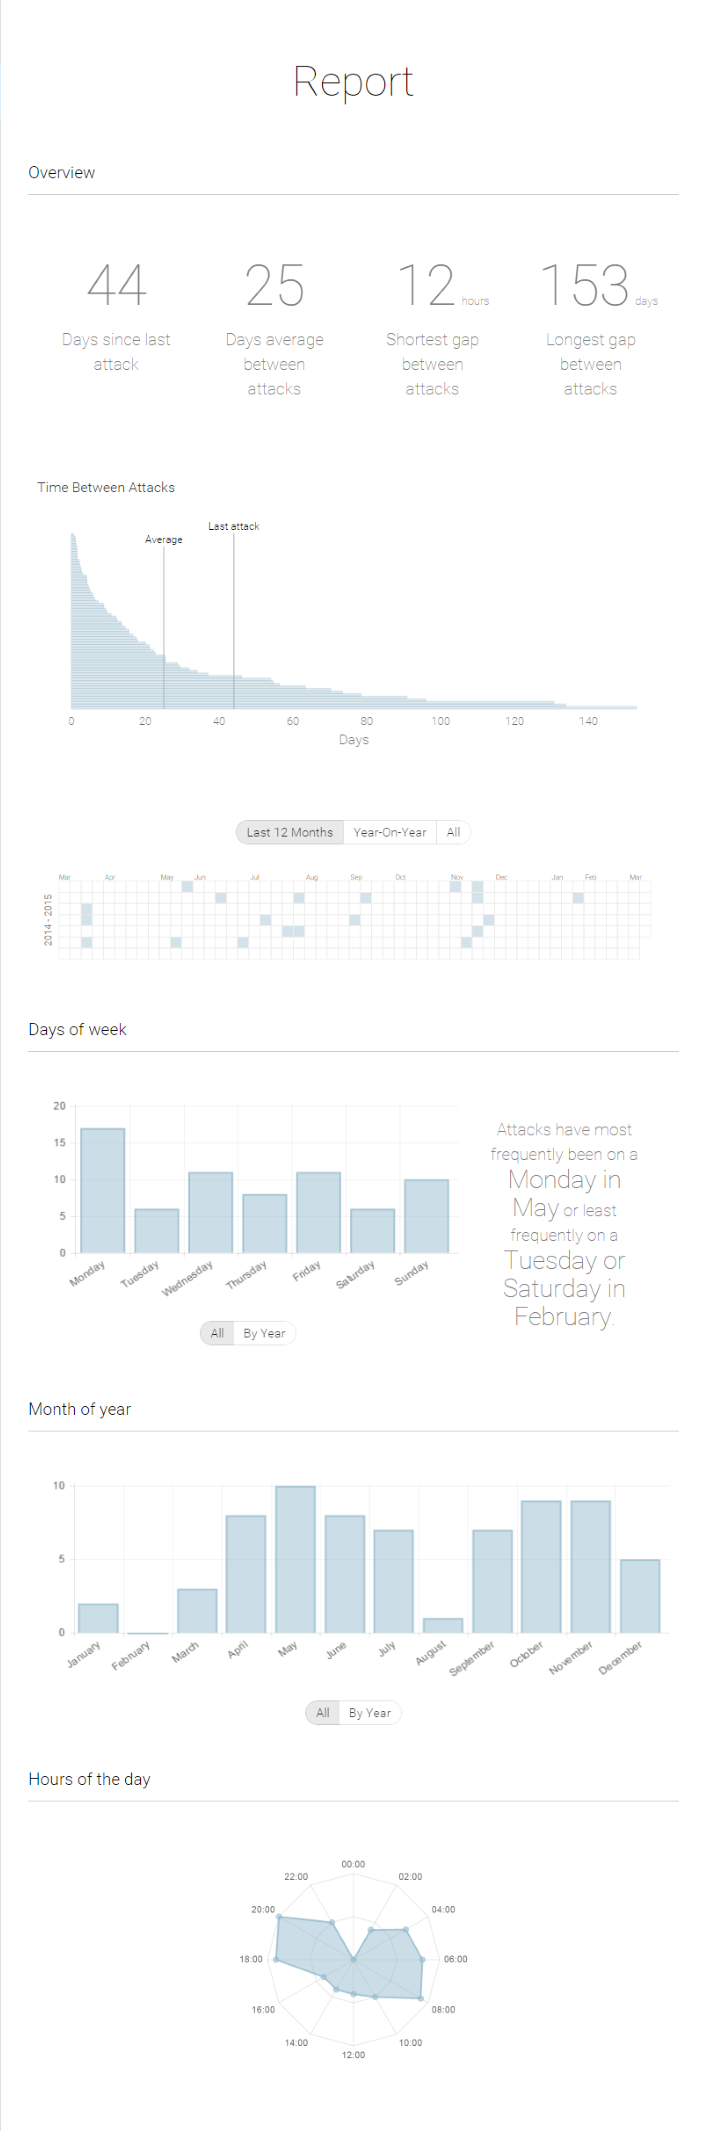 Report
Overview
44
Days since last
attack
25
Days average
between
attacks
12 hours
Shortest gap
between
attacks
153 days
Longest gap
between
attacks
Time Between Attacks
Last attack
Average
0 20 40 60 80 100 120 140
Days
Last 12 Months Year-On-Year All
Mar Apr May Jun Jul Aug Sep Oct Nov Dec Jan Feb Mar
2014 - 2015
Days of week
20
15
10
5
0
Monday Tuesday Wednesday Thursday Friday Saturday Sunday
All By Year
Attacks have most
frequently been on a
Monday in
May or least
frequently on a
Tuesday or
Saturday in
February.
Month of year
10
5
0
January February March April May June July August September October November December
All By Year
Hours of the day
00:00
22:00 02:00
20:00 04:00
18:00 06:00
16:00 08:00
14:00 10:00
12:00